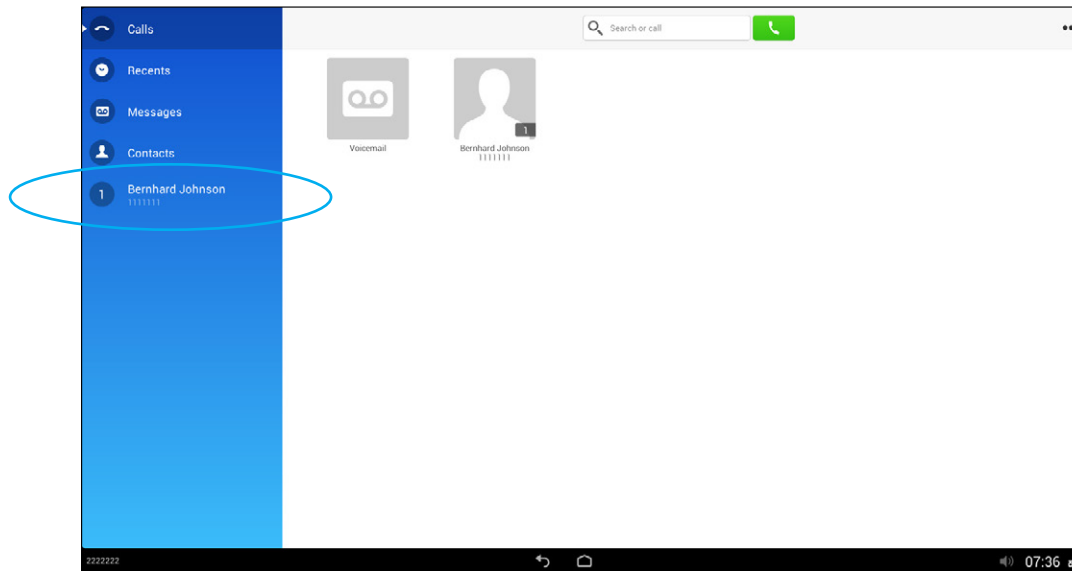 Calls
Search or call
Recents
Messages
Voicemail
Bernhard Johnson
1
1111111
Contacts
1
Bernhard Johnson
1111111
2222222
07:36